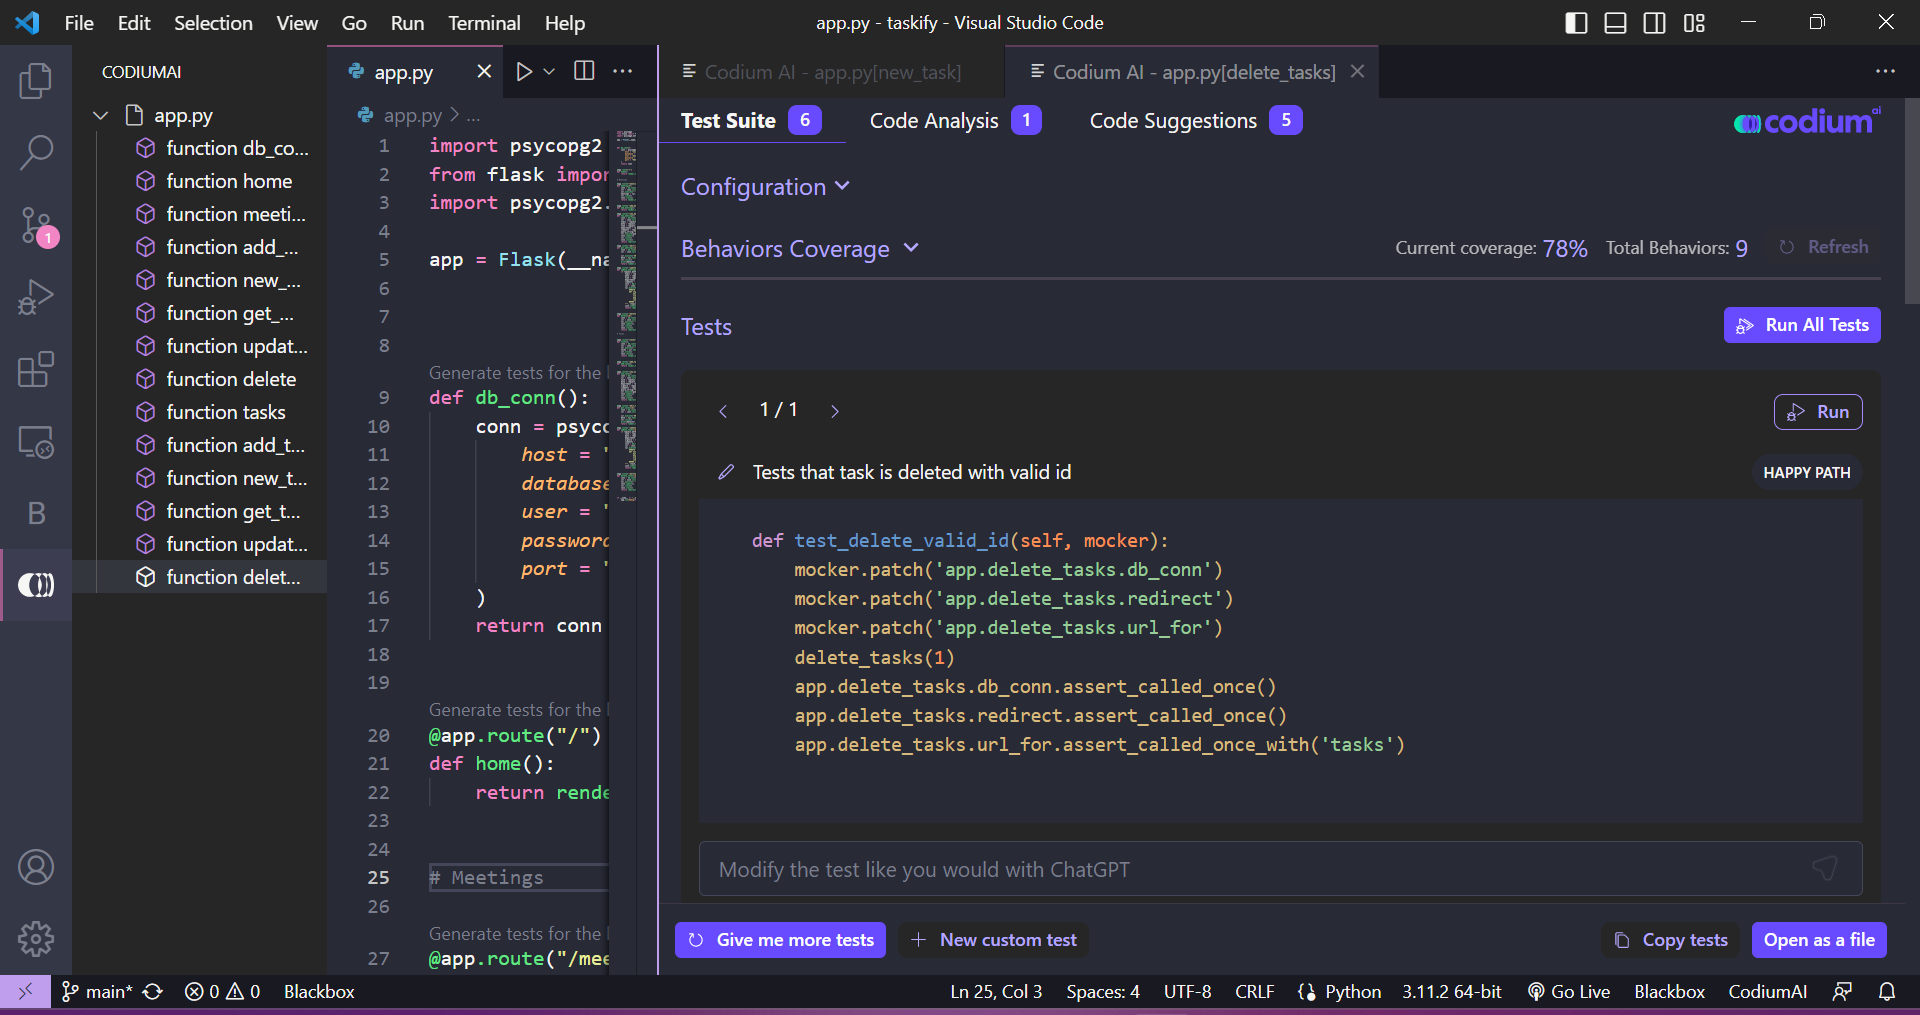 File Edit Selection View Go Run Terminal Help
app.py - taskify - Visual Studio Code
CODIUMAI
app.py
function db_co...
function home
function meeti...
function add_...
function new_...
function get_...
function updat...
function delete
function tasks
function add_t...
function new_t...
function get_t...
function updat...
function delet...
1
B
app.py
app.py > ...
1 import psycopg2
2 from flask impor
3 import psycopg2.
4
5 app = Flask(__na
6
7
8
Generate tests for the
9 def db_conn():
10 conn = psyco
11 host = '
12 database
13 user = '
14 password
15 port = '
16 )
17 return conn
18
19
Generate tests for the
20 @app.route("/")
21 def home():
22 return rende
23
24
25 # Meetings
26
Generate tests for the
27 @app.route("/mee
Codium AI - app.py[new_task]
Codium AI - app.py[delete_tasks]
Test Suite 6 Code Analysis 1 Code Suggestions 5
codium ai
Configuration
Behaviors Coverage
Current coverage: 78% Total Behaviors: 9 Refresh
Tests
Run All Tests
1 / 1
Run
Tests that task is deleted with valid id
HAPPY PATH
def test_delete_valid_id(self, mocker):
mocker.patch('app.delete_tasks.db_conn')
mocker.patch('app.delete_tasks.redirect')
mocker.patch('app.delete_tasks.url_for')
delete_tasks(1)
app.delete_tasks.db_conn.assert_called_once()
app.delete_tasks.redirect.assert_called_once()
app.delete_tasks.url_for.assert_called_once_with('tasks')
Modify the test like you would with ChatGPT
Give me more tests
+ New custom test
Copy tests
Open as a file
main* 0 0 Blackbox
Ln 25, Col 3 Spaces: 4 UTF-8 CRLF Python 3.11.2 64-bit Go Live Blackbox CodiumAI